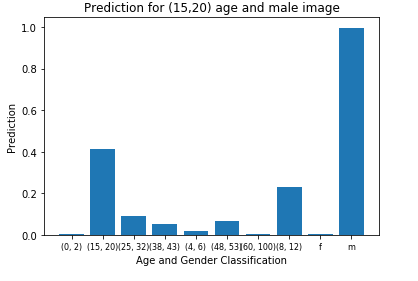 Prediction for (15,20) age and male image
Prediction
1.0
0.8
0.6
0.4
0.2
0.0
(0, 2) (15, 20) (25, 32) (38, 43) (4, 6) (48, 53) (60, 100) (8, 12) f m
Age and Gender Classification